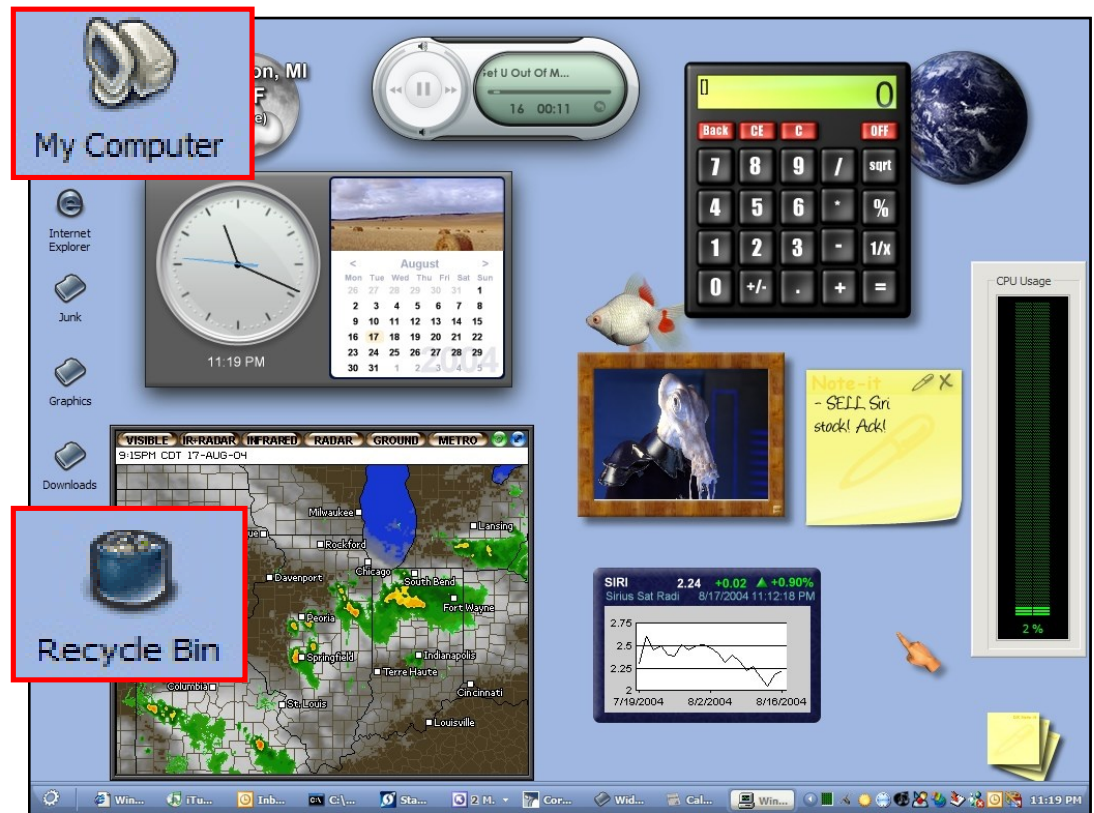 My Computer
on, MI
F
e)
Set U Out Of M...
16 00:11
[] 0
Back CE C OFF
7 8 9 / sqrt
4 5 6 * %
1 2 3 - 1/x
0 +/- . + =
Internet
Explorer
Junk
Graphics
Downloads
11:19 PM
< August >
Mon Tue Wed Thu Fri Sat Sun
26 27 28 29 30 31 1
2 3 4 5 6 7 8
9 10 11 12 13 14 15
16 17 18 19 20 21 22
23 24 25 26 27 28 29
30 31 1 2 3 4 5
2004
CPU Usage
2 %
Note-it
- SELL Siri
stock! Ack!
VISIBLE IR+RADAR INFRARED RADAR GROUND METRO
9:15PM CDT 17-AUG-04
Milwaukee
Lansing
Rockford
Chicago
Davenport
South Bend
Fort Wayne
Peoria
Springfield
Indianapolis
Terre Haute
Columbia
Cincinnati
St. Louis
Louisville
Recycle Bin
SIRI 2.24 +0.02 ▲ +0.90%
Sirius Sat Radi 8/17/2004 11:12:18 PM
2.75
2.5
2.25
2
7/19/2004 8/2/2004 8/16/2004
Win... iTu... Inb... C:\... Sta... 2 M. Cor... Wid... Cal... Win... 11:19 PM